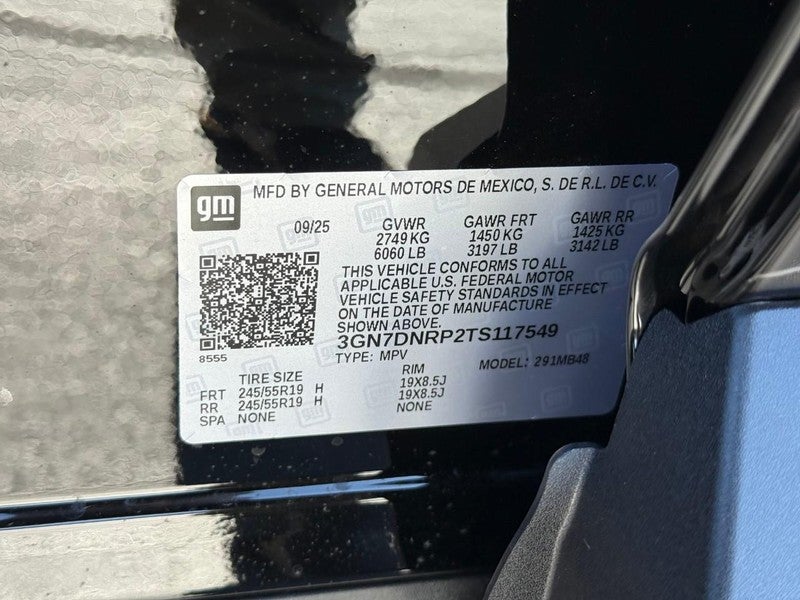 gm MFD BY GENERAL MOTORS DE MEXICO, S. DE R.L. DE C.V.
09/25 GVWR GAWR FRT GAWR RR
2749 KG 1450 KG 1425 KG
6060 LB 3197 LB 3142 LB
THIS VEHICLE CONFORMS TO ALL
APPLICABLE U.S. FEDERAL MOTOR
VEHICLE SAFETY STANDARDS IN EFFECT
ON THE DATE OF MANUFACTURE
SHOWN ABOVE.
8555
3GN7DNRP2TS117549
TYPE: MPV MODEL: 291MB48
TIRE SIZE RIM
FRT 245/55R19 H 19X8.5J
RR 245/55R19 H 19X8.5J
SPA NONE NONE